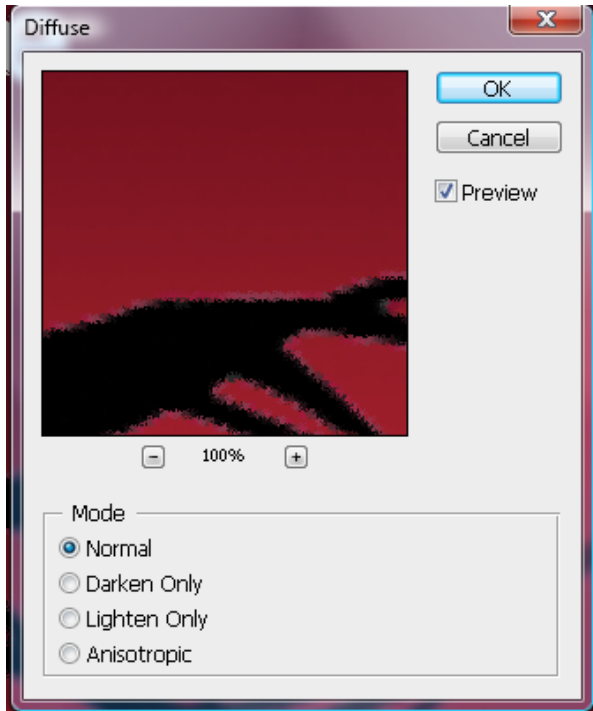 Diffuse
OK
Cancel
Preview
100%
Mode
Normal
Darken Only
Lighten Only
Anisotropic